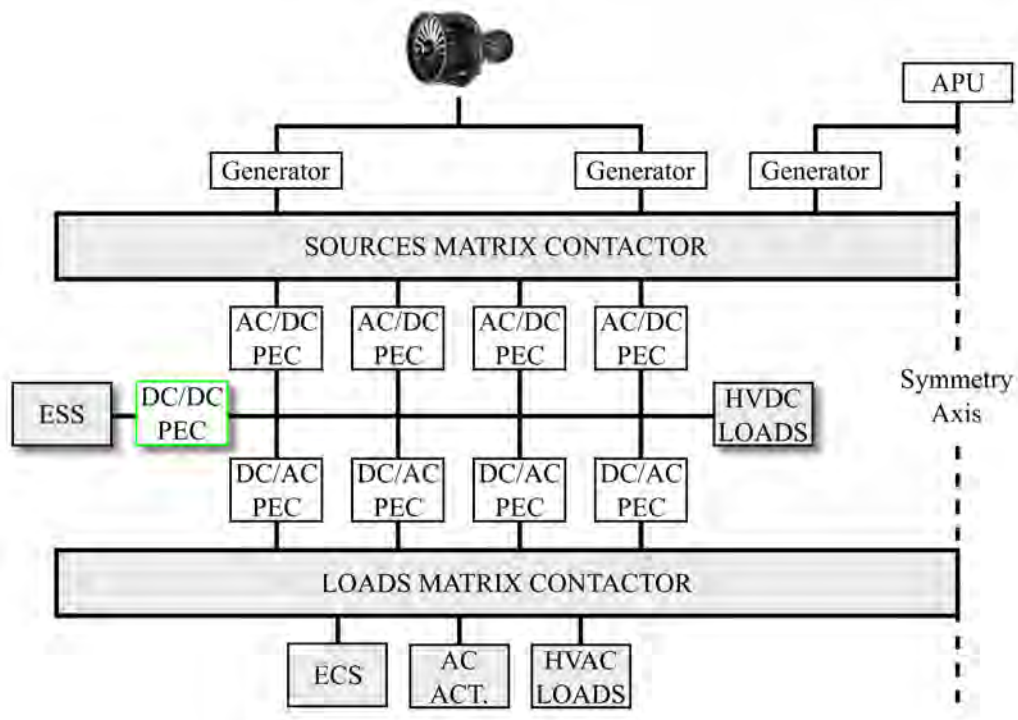 APU
Generator
Generator
Generator
SOURCES MATRIX CONTACTOR
AC/DC
PEC
AC/DC
PEC
AC/DC
PEC
AC/DC
PEC
ESS
DC/DC
PEC
HVDC
LOADS
Symmetry
Axis
DC/AC
PEC
DC/AC
PEC
DC/AC
PEC
DC/AC
PEC
LOADS MATRIX CONTACTOR
ECS
AC
ACT.
HVAC
LOADS